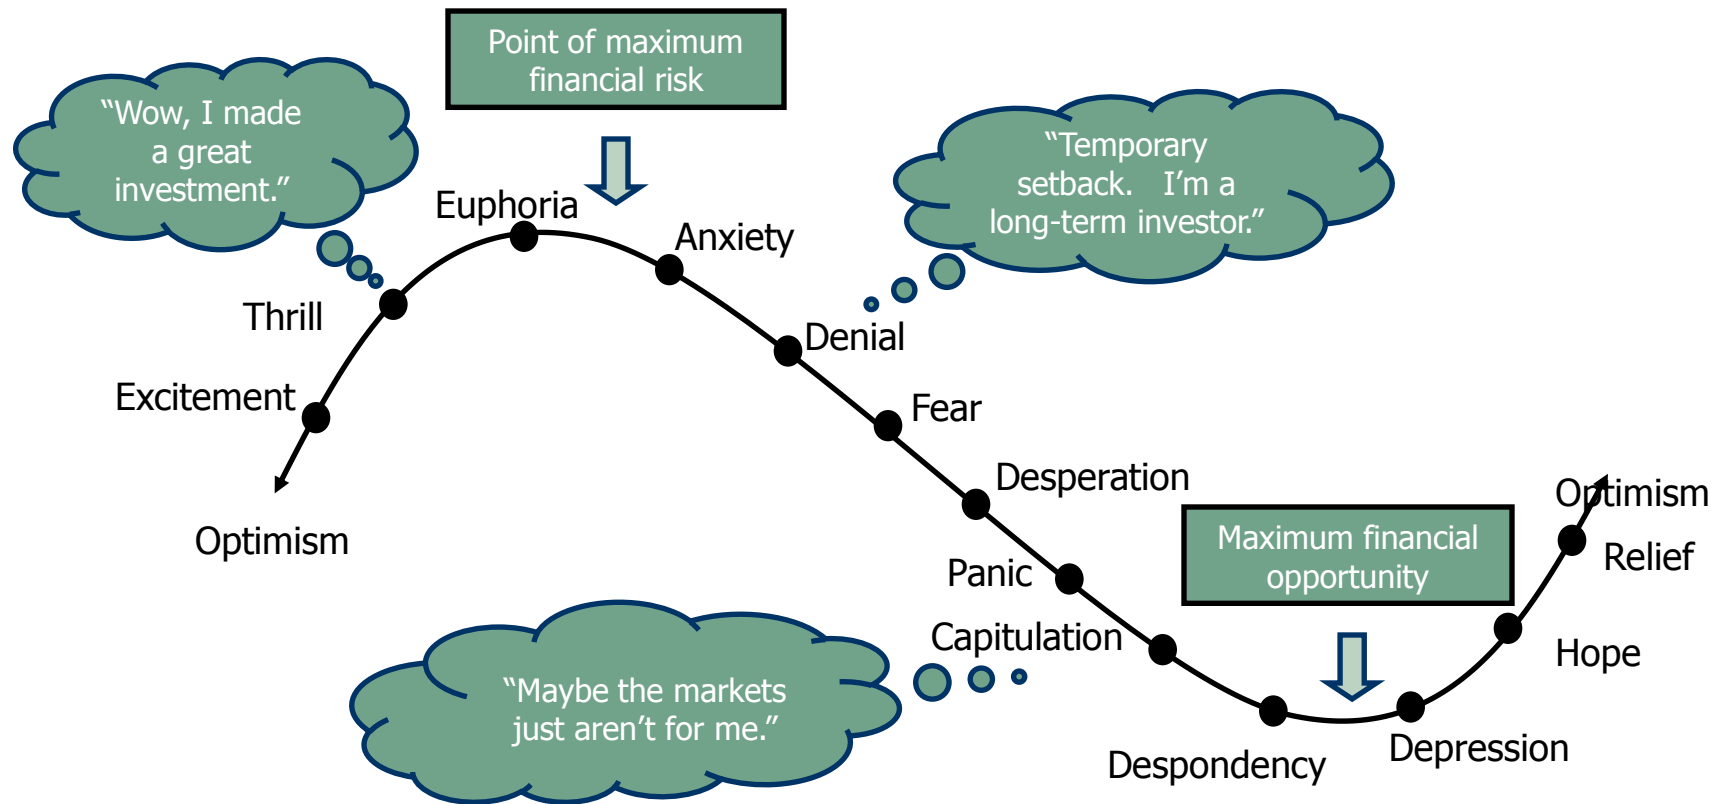 Point of maximum
financial risk
“Wow, I made
a great
investment.”
“Temporary
setback.   I’m a
long-term investor.”
Euphoria
Anxiety
Thrill
Denial
Excitement
Fear
Desperation
Optimism
Optimism
Maximum financial
opportunity
Relief
Panic
Capitulation
Hope
“Maybe the markets
just aren’t for me.”
Depression
Despondency